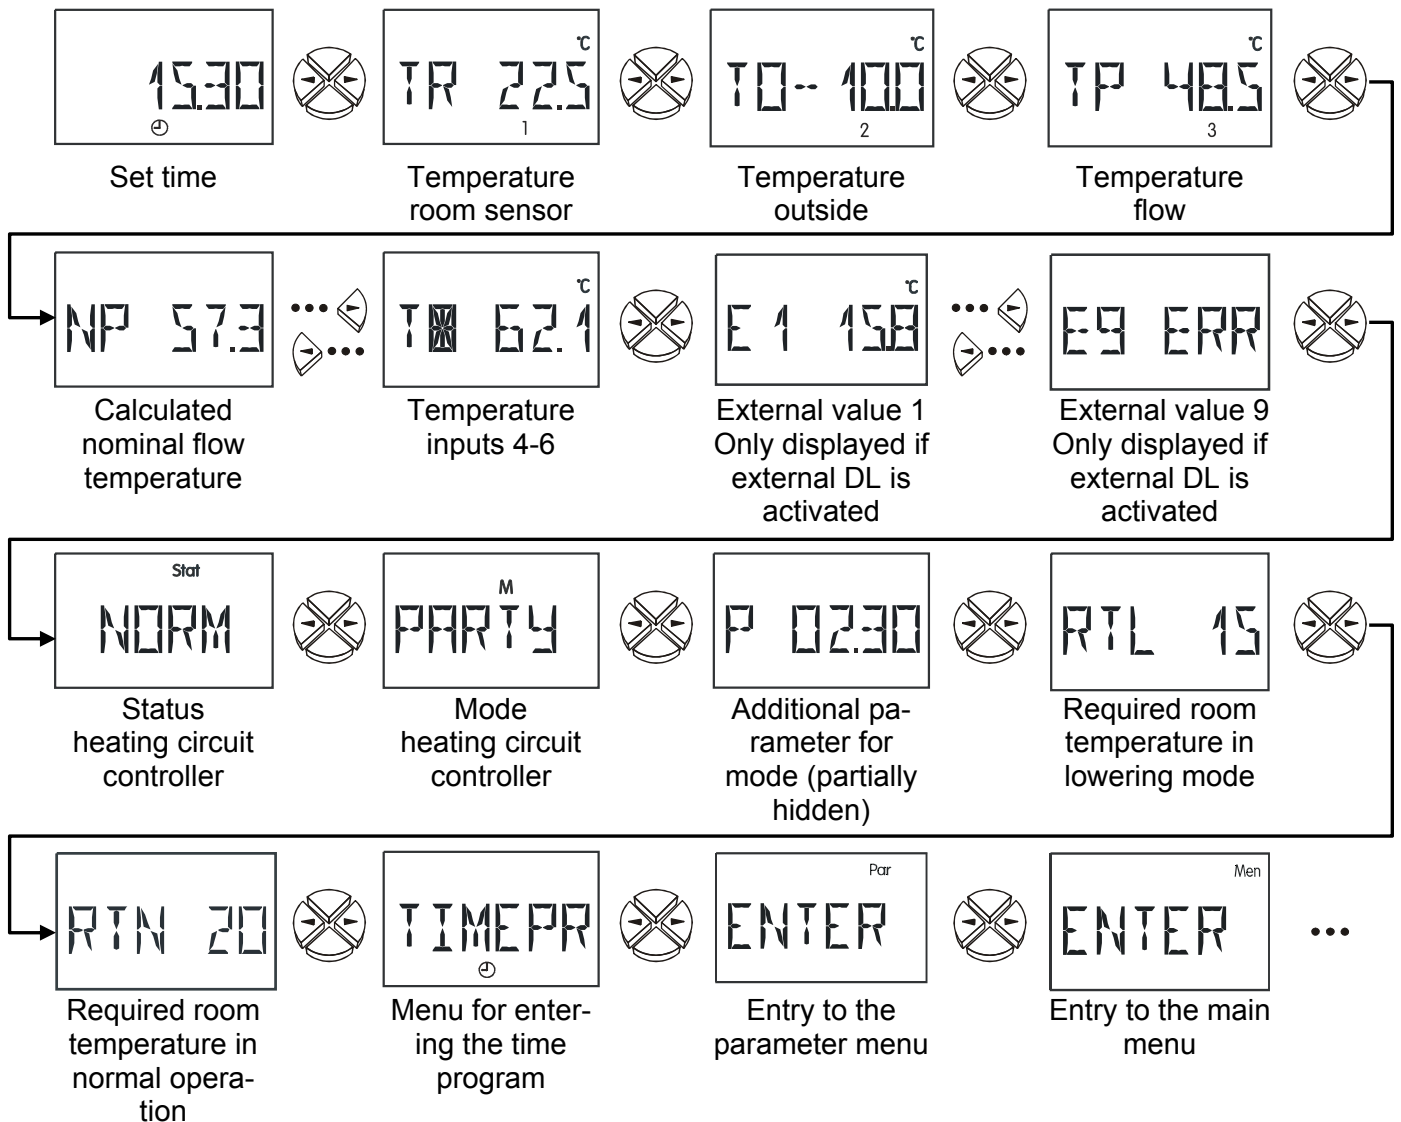 15.30
Set time
°C
TR 22.5
1
Temperature
room sensor
°C
TO-10.0
2
Temperature
outside
°C
TP 48.5
3
Temperature
flow
NP 57.3
Calculated
nominal flow
temperature
•••
•••
°C
T 62.1
Temperature
inputs 4-6
°C
E1 15.8
External value 1
Only displayed if
external DL is
activated
•••
•••
E9 ERR
External value 9
Only displayed if
external DL is
activated
Stat
NORM
Status
heating circuit
controller
M
PARTY
Mode
heating circuit
controller
P 02.30
Additional pa-
rameter for
mode (partially
hidden)
RTL 15
Required room
temperature in
lowering mode
RTN 20
Required room
temperature in
normal opera-
tion
TIMEPR
Menu for enter-
ing the time
program
Par
ENTER
Entry to the
parameter menu
Men
ENTER
Entry to the main
menu
•••